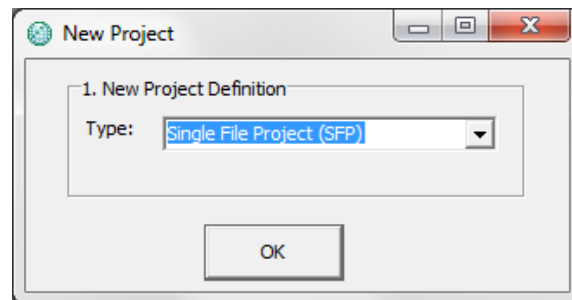 New Project
1. New Project Definition
Type: Single File Project (SFP)
OK